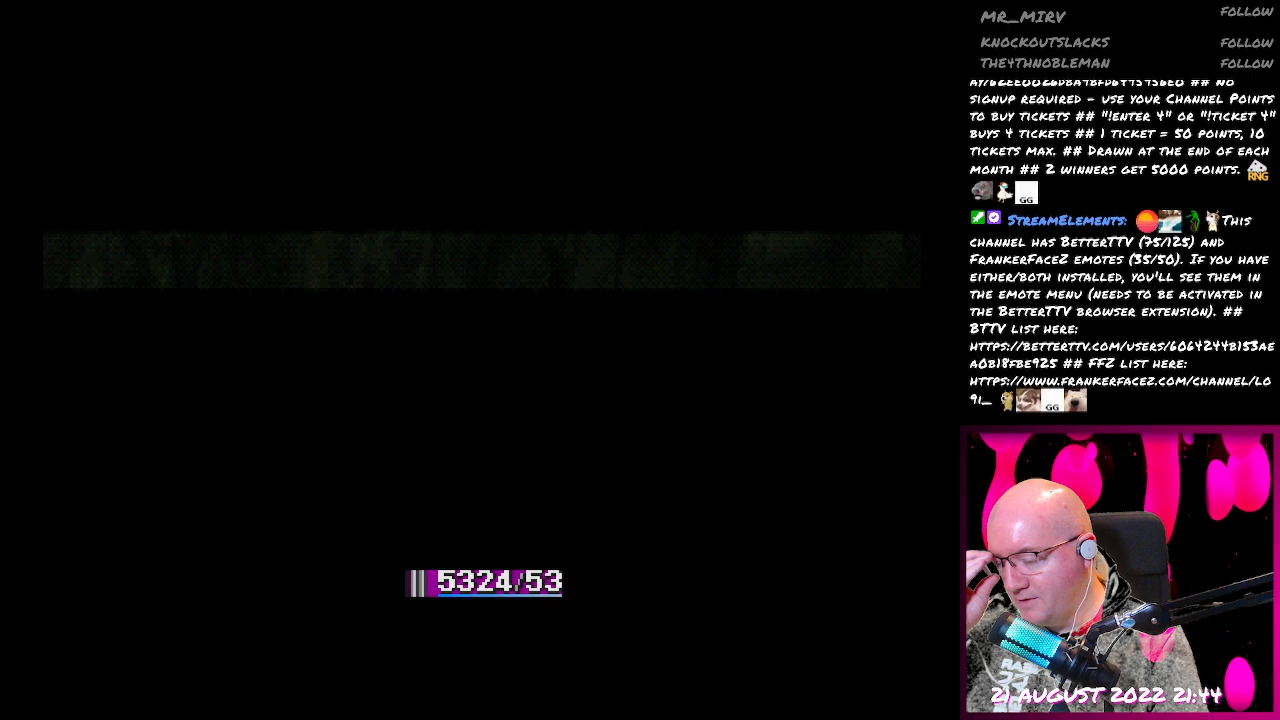 MR_MIRV FOLLOW
KNOCKOUTSLACKS FOLLOW
THE4THNOBLEMAN FOLLOW
## NO
SIGNUP REQUIRED - USE YOUR CHANNEL POINTS
TO BUY TICKETS ## "!ENTER 4" OR "!TICKET 4"
BUYS 4 TICKETS ## 1 TICKET = 50 POINTS, 10
TICKETS MAX. ## DRAWN AT THE END OF EACH
MONTH ## 2 WINNERS GET 5000 POINTS. RNG
GG
STREAMELEMENTS: THIS
CHANNEL HAS BETTERTTV (75/125) AND
FRANKERFACEZ EMOTES (35/50). IF YOU HAVE
EITHER/BOTH INSTALLED, YOU'LL SEE THEM IN
THE EMOTE MENU (NEEDS TO BE ACTIVATED IN
THE BETTERTTV BROWSER EXTENSION). ##
BTTV LIST HERE:
HTTPS://BETTERTTV.COM/USERS/6064244B153AE
A0B18FBE925 ## FFZ LIST HERE:
HTTPS://WWW.FRANKERFACEZ.COM/CHANNEL/LO
91_ GG
5324/53
21 AUGUST 2022 21:44